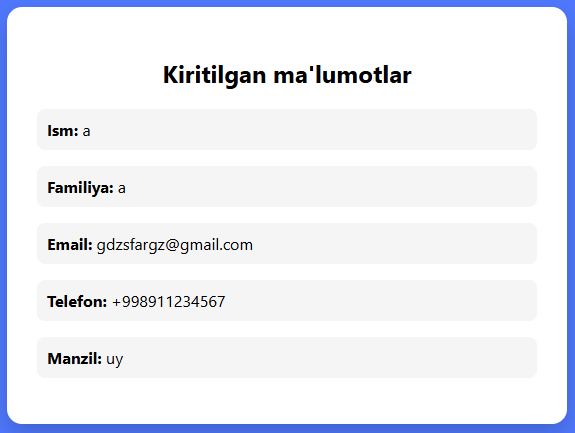 Kiritilgan ma'lumotlar
Ism: a
Familiya: a
Email: gdzsfargz@gmail.com
Telefon: +998911234567
Manzil: uy